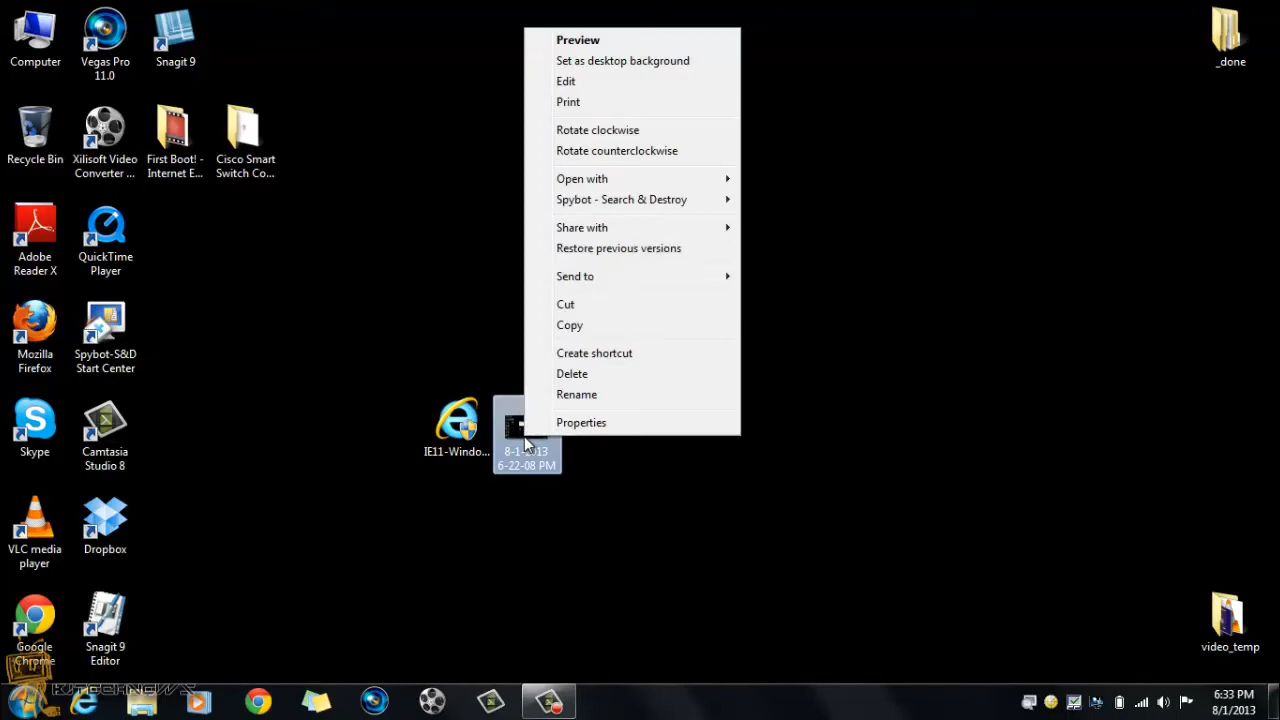 Computer
Vegas Pro
11.0
Snagit 9
Recycle Bin
Xilisoft Video
Converter ...
First Boot! -
Internet E...
Cisco Smart
Switch Co...
Adobe
Reader X
QuickTime
Player
Mozilla
Firefox
Spybot-S&D
Start Center
Skype
Camtasia
Studio 8
VLC media
player
Dropbox
Google
Chrome
Snagit 9
Editor
IE11-Windo...
8-1-2013
6-22-08 PM
Preview
Set as desktop background
Edit
Print
Rotate clockwise
Rotate counterclockwise
Open with
Spybot - Search & Destroy
Share with
Restore previous versions
Send to
Cut
Copy
Create shortcut
Delete
Rename
Properties
_done
video_temp
6:33 PM
8/1/2013